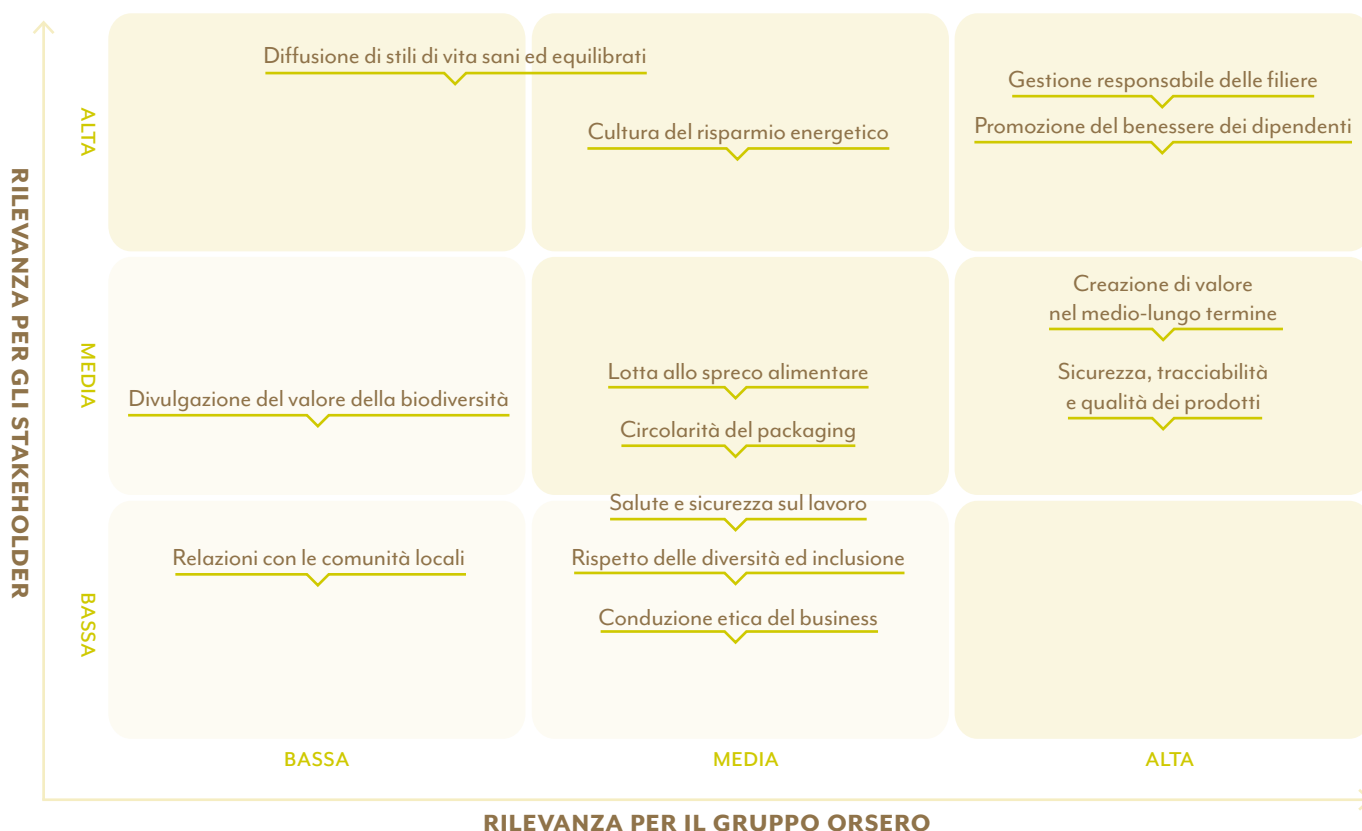 RILEVANZA PER GLI STAKEHOLDER
ALTA
Diffusione di stili di vita sani ed equilibrati
Cultura del risparmio energetico
Gestione responsabile delle filiere
Promozione del benessere dei dipendenti
MEDIA
Divulgazione del valore della biodiversità
Lotta allo spreco alimentare
Circolarità del packaging
Creazione di valore
nel medio-lungo termine
Sicurezza, tracciabilità
e qualità dei prodotti
BASSA
Relazioni con le comunità locali
Salute e sicurezza sul lavoro
Rispetto delle diversità ed inclusione
Conduzione etica del business
BASSA
MEDIA
ALTA
RILEVANZA PER IL GRUPPO ORSERO